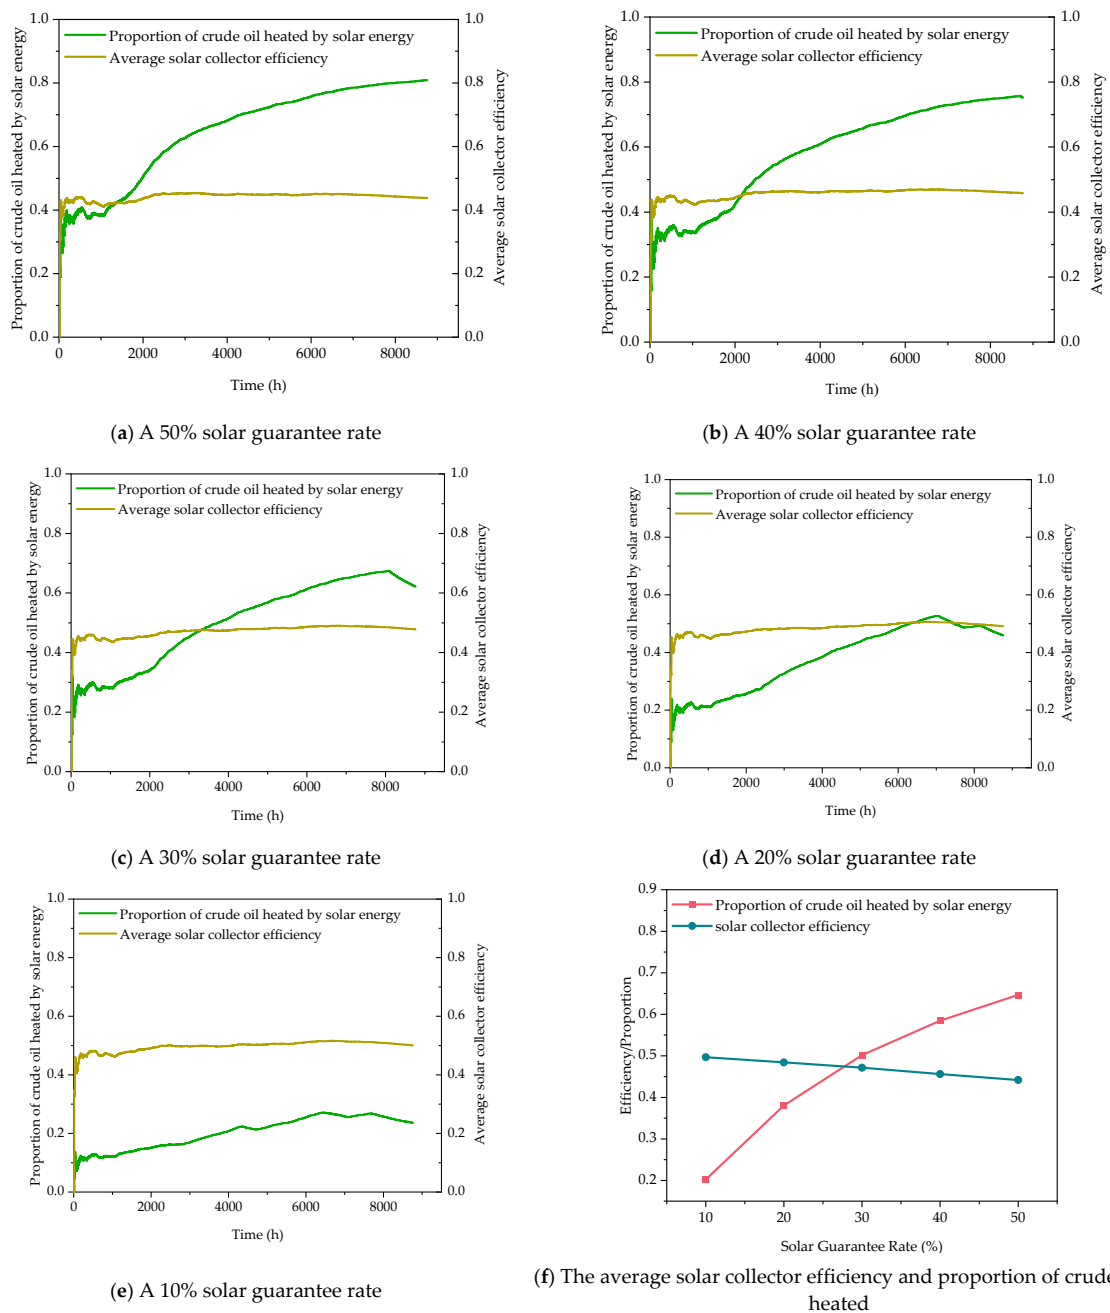 1.0
0.8
0.6
0.4
0.2
0.0
Proportion of crude oil heated by solar energy
Proportion of crude oil heated by solar energy
Average solar collector efficiency
1.0
0.8
0.6
0.4
0.2
0.0
Average solar collector efficiency
0 2000 4000 6000 8000
Time (h)
(a) A 50% solar guarantee rate
1.0
0.8
0.6
0.4
0.2
0.0
Proportion of crude oil heated by solar energy
Proportion of crude oil heated by solar energy
Average solar collector efficiency
1.0
0.8
0.6
0.4
0.2
0.0
Average solar collector efficiency
0 2000 4000 6000 8000
Time (h)
(b) A 40% solar guarantee rate
1.0
0.8
0.6
0.4
0.2
0.0
Proportion of crude oil heated by solar energy
Proportion of crude oil heated by solar energy
Average solar collector efficiency
1.0
0.8
0.6
0.4
0.2
0.0
Average solar collector efficiency
0 2000 4000 6000 8000
Time (h)
(c) A 30% solar guarantee rate
1.0
0.8
0.6
0.4
0.2
0.0
Proportion of crude oil heated by solar energy
Proportion of crude oil heated by solar energy
Average solar collector efficiency
1.0
0.8
0.6
0.4
0.2
0.0
Average solar collector efficiency
0 2000 4000 6000 8000
Time (h)
(d) A 20% solar guarantee rate
1.0
0.8
0.6
0.4
0.2
0.0
Proportion of crude oil heated by solar energy
Proportion of crude oil heated by solar energy
Average solar collector efficiency
1.0
0.8
0.6
0.4
0.2
0.0
Average solar collector efficiency
0 2000 4000 6000 8000
Time (h)
(e) A 10% solar guarantee rate
0.9
0.8
0.7
0.6
0.5
0.4
0.3
0.2
Efficiency/Proportion
Proportion of crude oil heated by solar energy
solar collector efficiency
10 20 30 40 50
Solar Guarantee Rate (%)
(f) The average solar collector efficiency and proportion of crude
heated